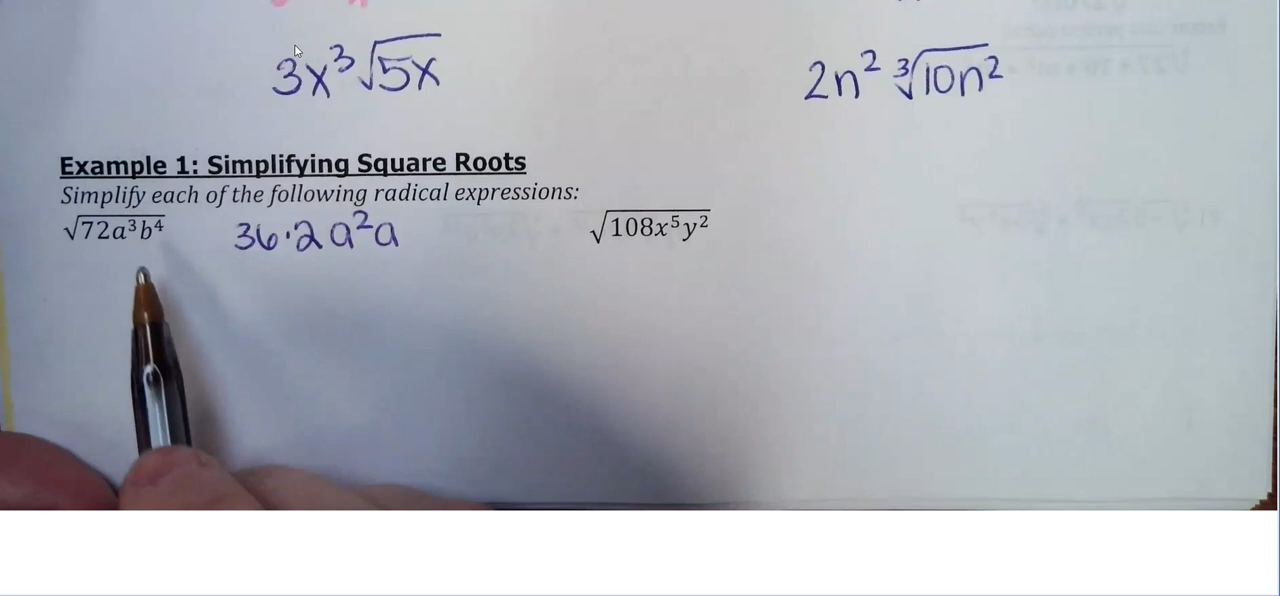 3x³√5x
2n² ³√10n²
Example 1: Simplifying Square Roots
Simplify each of the following radical expressions:
√72a³b⁴ 36·2a²a
√108x⁵y²